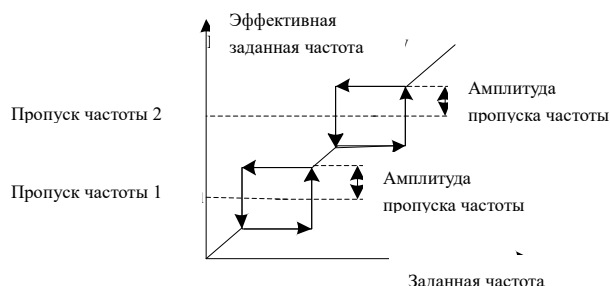 Эффективная
заданная частота
Амплитуда
пропуска частоты
Пропуск частоты 2
Амплитуда
пропуска частоты
Пропуск частоты 1
Заданная частота